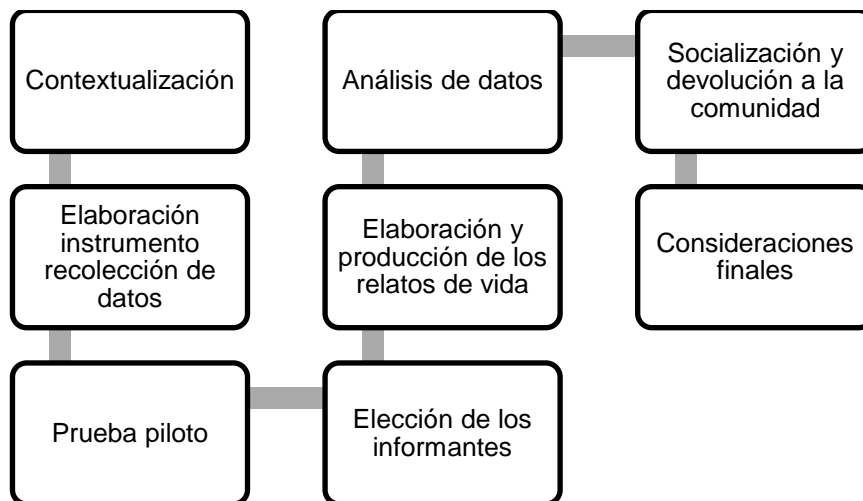 Contextualización
Elaboración
instrumento
recolección de
datos
Prueba piloto
Elección de los
informantes
Elaboración y
producción de los
relatos de vida
Análisis de datos
Socialización y
devolución a la
comunidad
Consideraciones
finales